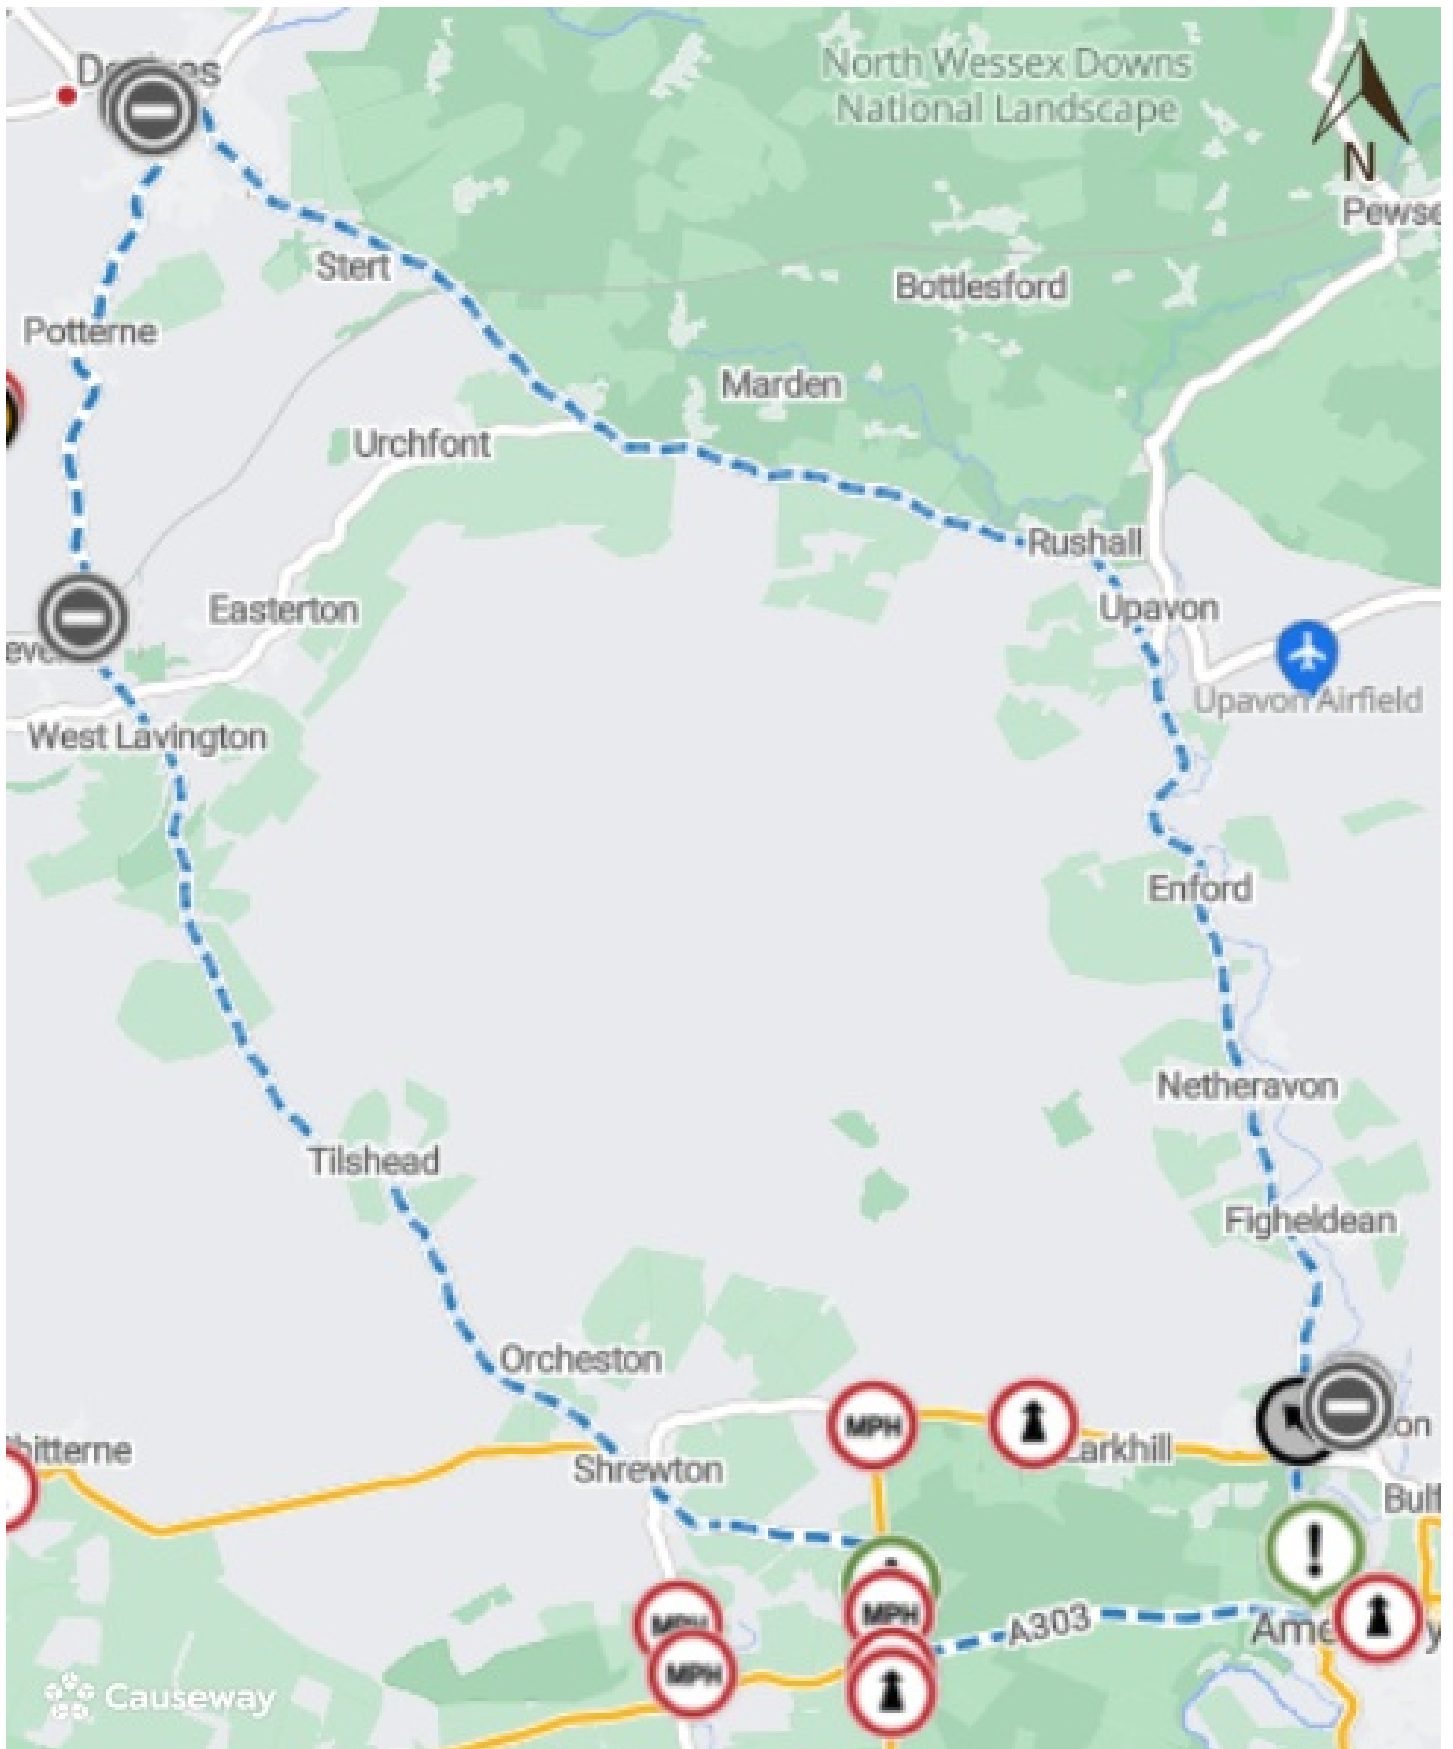 North Wessex Downs
National Landscape
N
Stert
Bottlesford
Potterne
Marden
Urchfont
Rushall
Easterton
Upavon
Upavon Airfield
West Lavington
Enford
Netheravon
Tilshead
Figheldean
Orcheston
MPH
Larkhill
Shrewton
!
MPH
MPH
A303
MPH
Causeway